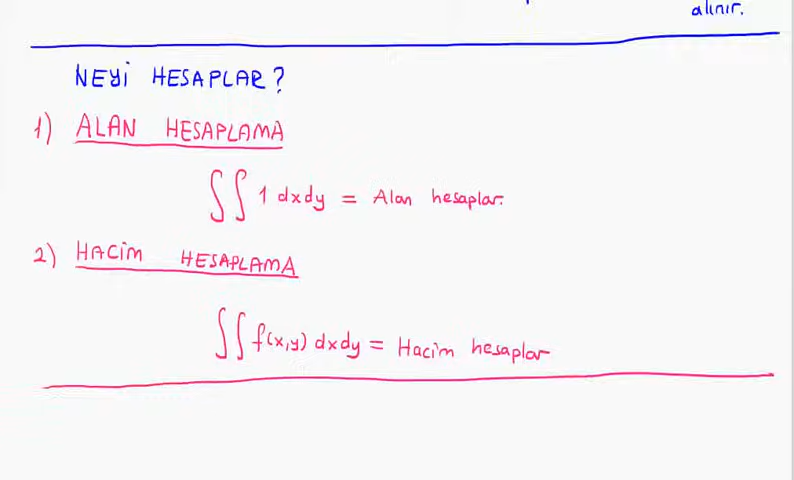 alınır.
NEYİ HESAPLAR?
1) ALAN HESAPLAMA
∫∫ 1 dxdy = Alan hesaplar.
2) HACİM HESAPLAMA
∫∫ f(x,y) dxdy = Hacim hesaplar